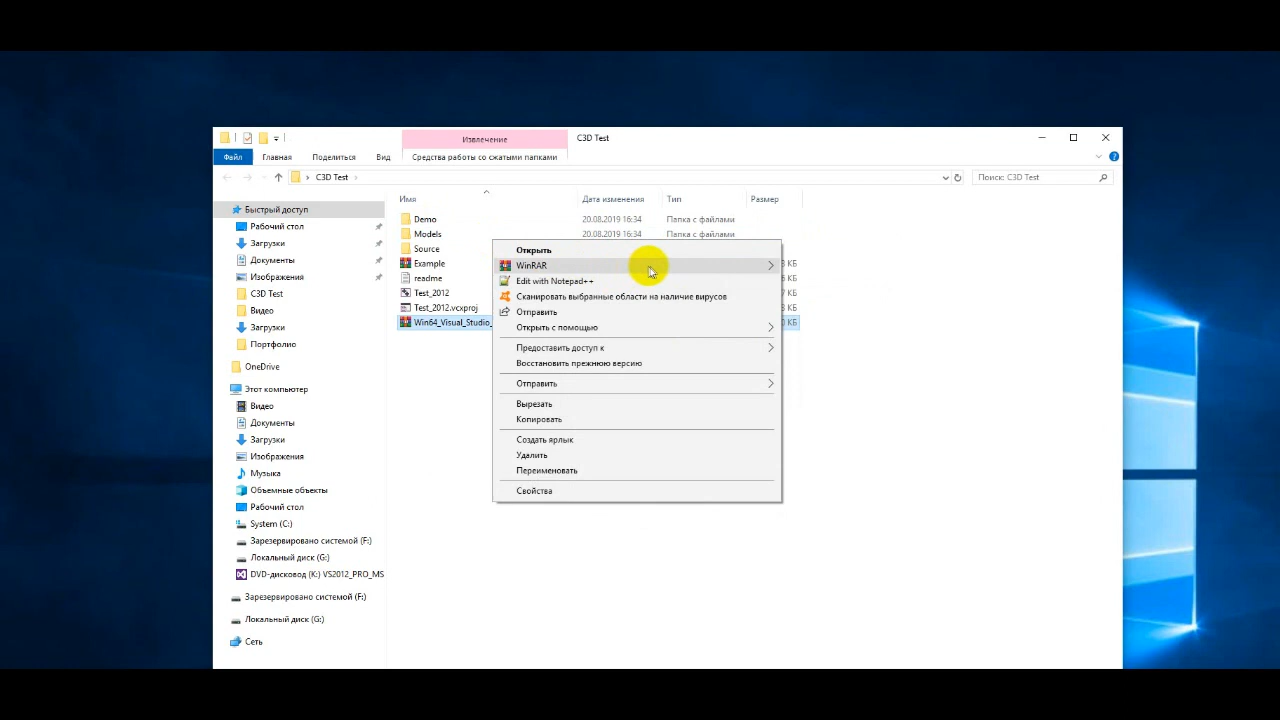 Извлечение
C3D Test
Файл
Главная
Поделиться
Вид
Средства работы со сжатыми папками
C3D Test
Поиск: C3D Test
Имя
Дата изменения
Тип
Размер
Быстрый доступ
Рабочий стол
Загрузки
Документы
Изображения
C3D Test
Видео
Загрузки
Портфолио
OneDrive
Этот компьютер
Видео
Документы
Загрузки
Изображения
Музыка
Объемные объекты
Рабочий стол
System (C:)
Зарезервировано системой (F:)
Локальный диск (G:)
DVD-дисковод (K:) VS2012_PRO_MS
Зарезервировано системой (F:)
Локальный диск (G:)
Сеть
Demo 20.08.2019 16:34 Папка с файлами
Models 20.08.2019 16:34 Папка с файлами
Source
Example КБ
readme КБ
Test_2012 КБ
Test_2012.vcxproj КБ
Win64_Visual_Studio_ КБ
Открыть
WinRAR
Edit with Notepad++
Сканировать выбранные области на наличие вирусов
Отправить
Открыть с помощью
Предоставить доступ к
Восстановить прежнюю версию
Отправить
Вырезать
Копировать
Создать ярлык
Удалить
Переименовать
Свойства